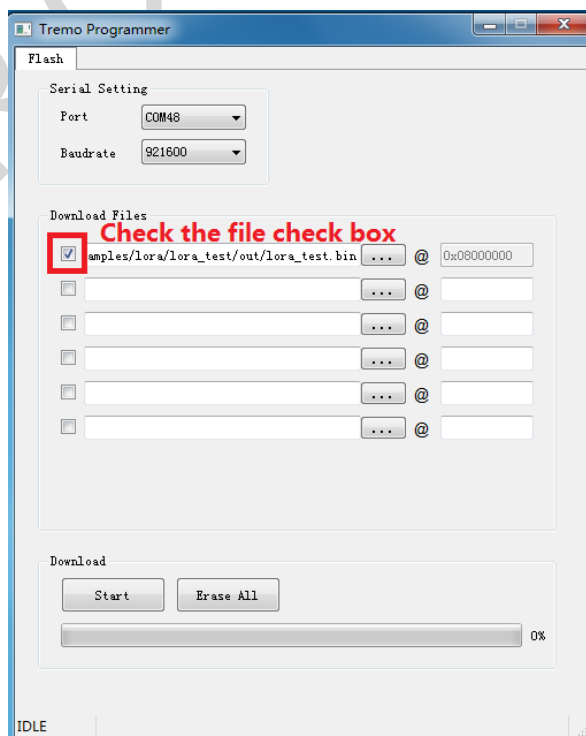 Tremo Programmer
Flash
Serial Setting
Port COM48
Baudrate 921600
Download Files
Check the file check box
amples/lora/lora_test/out/lora_test.bin ... @ 0x08000000
... @
... @
... @
... @
... @
Download
Start Erase All
0%
IDLE